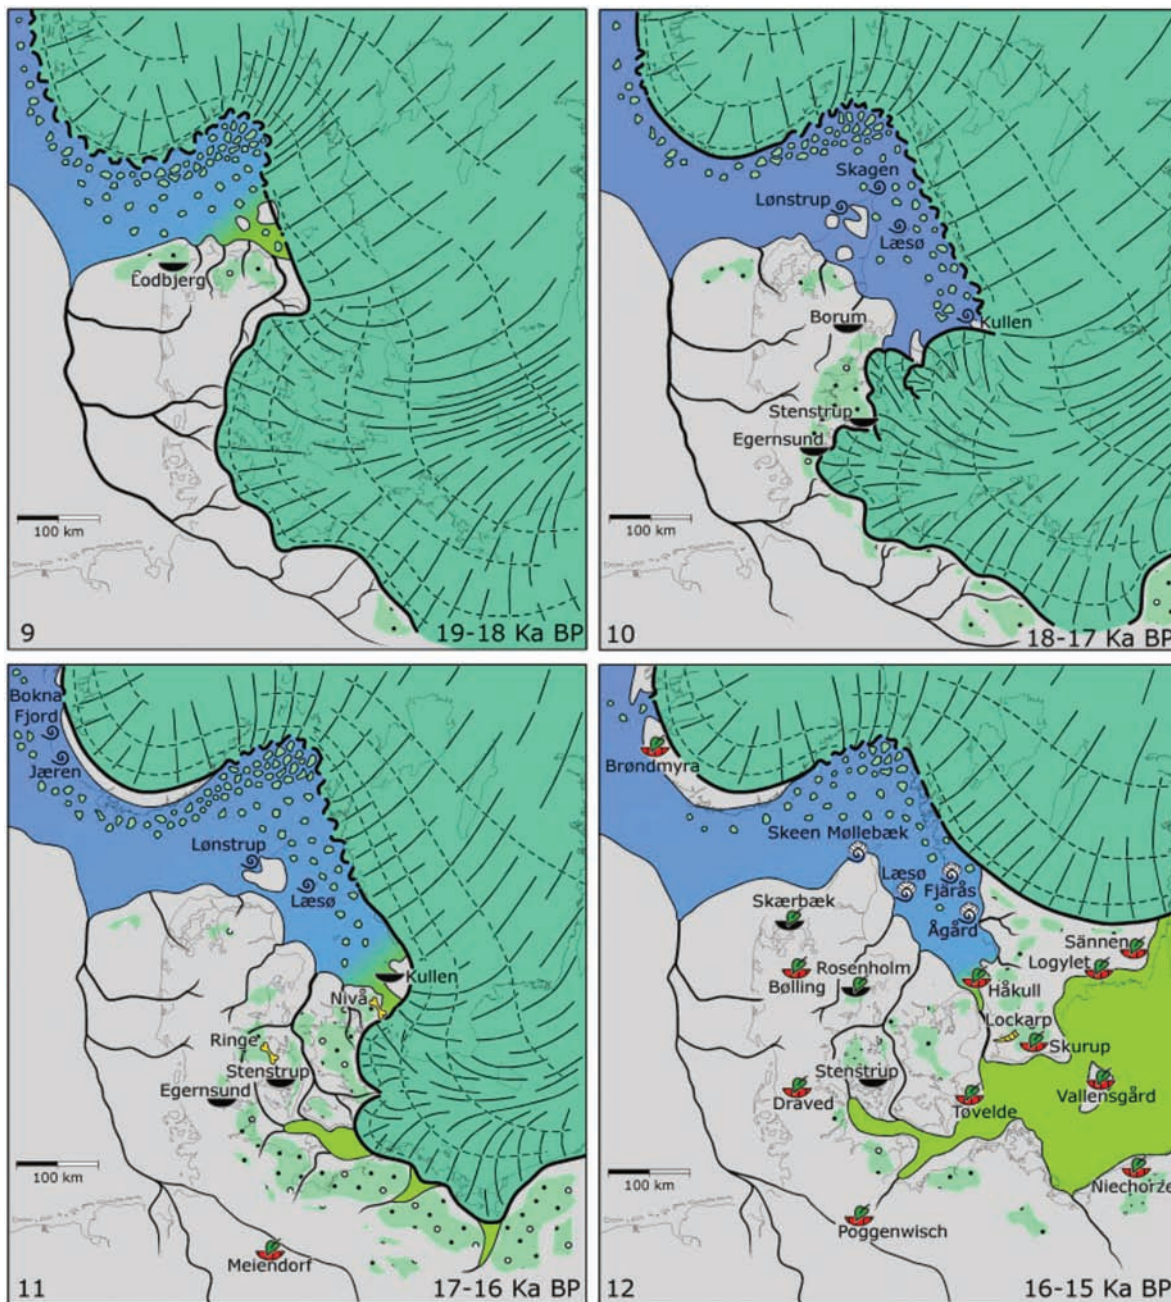 Lodbjerg
100 km
9
19-18 Ka BP
Skagen
Lønstrup
Læsø
Kullen
Borum
Stenstrup
Egernsund
100 km
10
18-17 Ka BP
Bokna
Fjord
Jæren
Lønstrup
Læsø
Kullen
Nivå
Ringe
Stenstrup
Egernsund
100 km
Meiendorf
11
17-16 Ka BP
Brøndmyra
Skeen Møllebæk
Læsø
Fjärås
Skærbæk
Ågård
Sännen
Rosenholm
Logylet
Bølling
Håkull
Lockarp
Skurup
Stenstrup
Draved
Tøvelde
Vallensgård
100 km
Niechorze
Poggenwisch
12
16-15 Ka BP